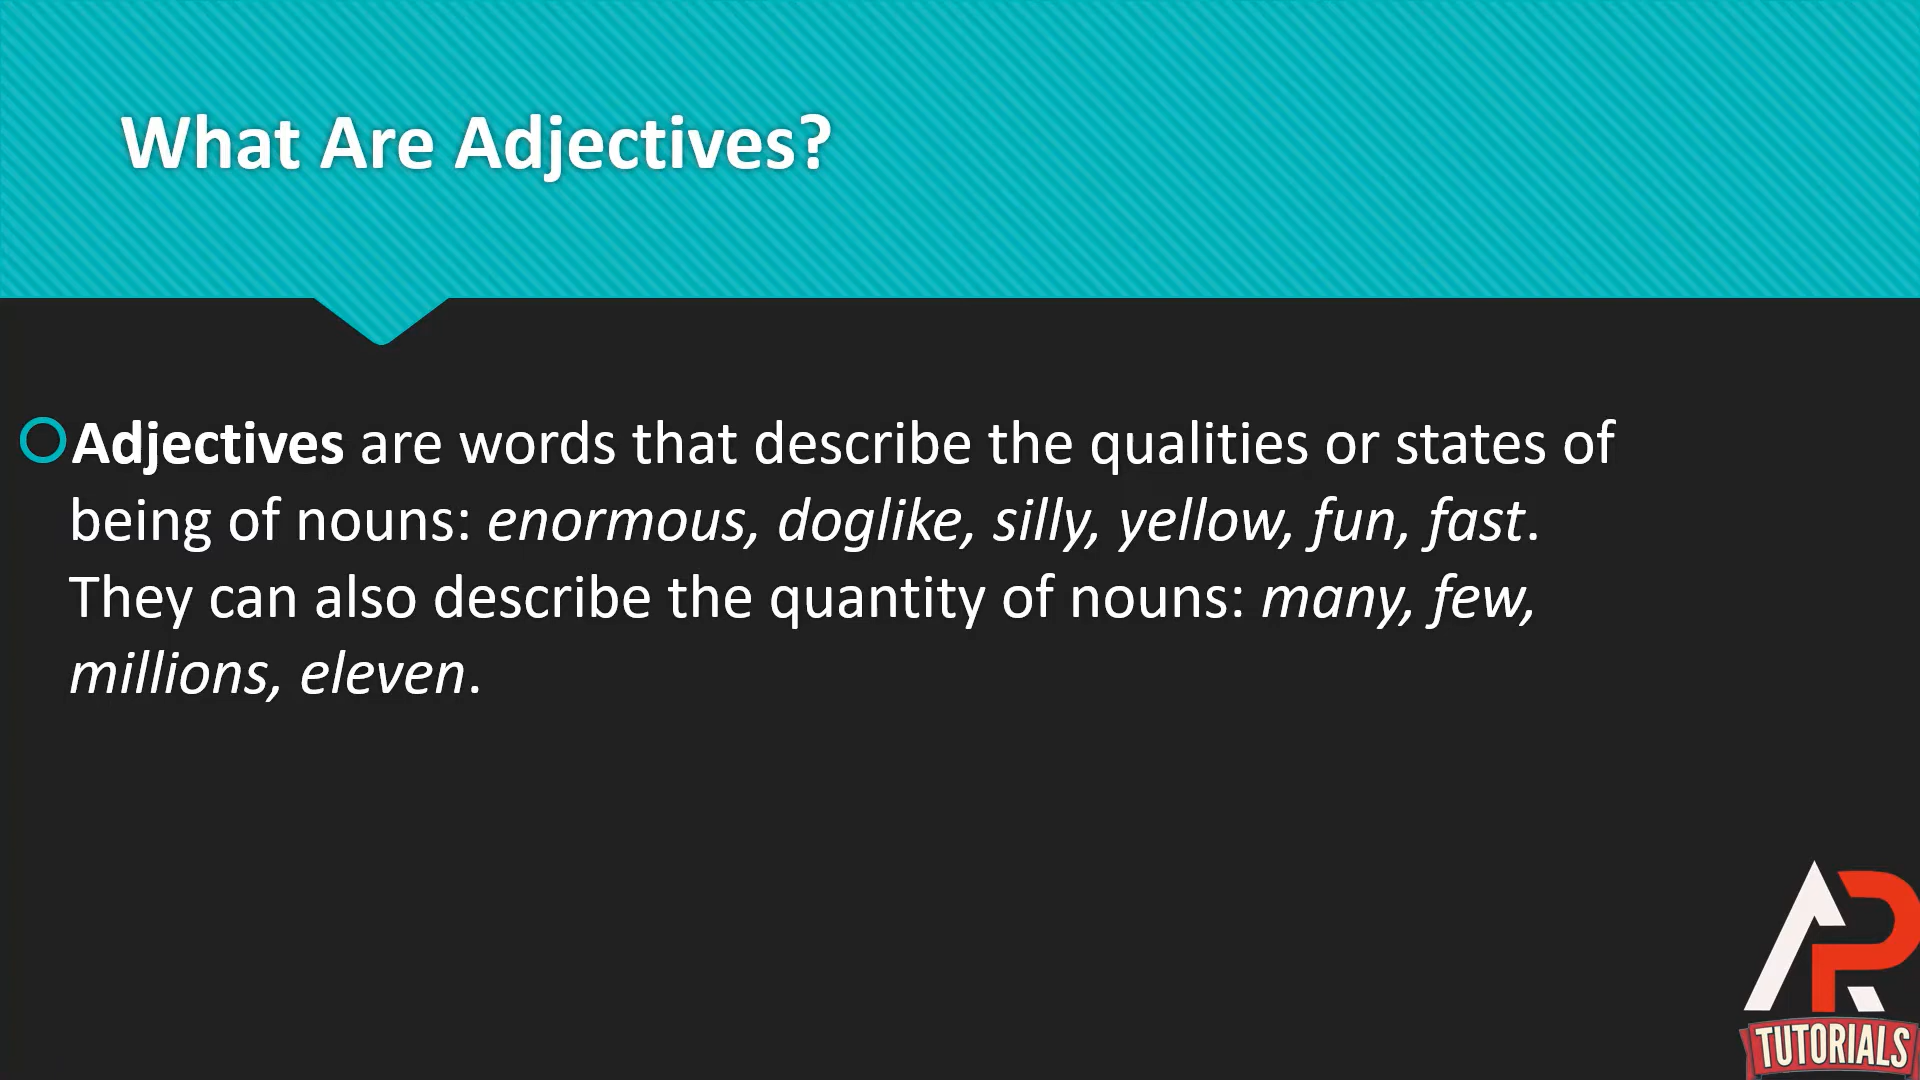 What Are Adjectives?
Adjectives are words that describe the qualities or states of
being of nouns: enormous, doglike, silly, yellow, fun, fast.
They can also describe the quantity of nouns: many, few,
millions, eleven.
AP
TUTORIALS